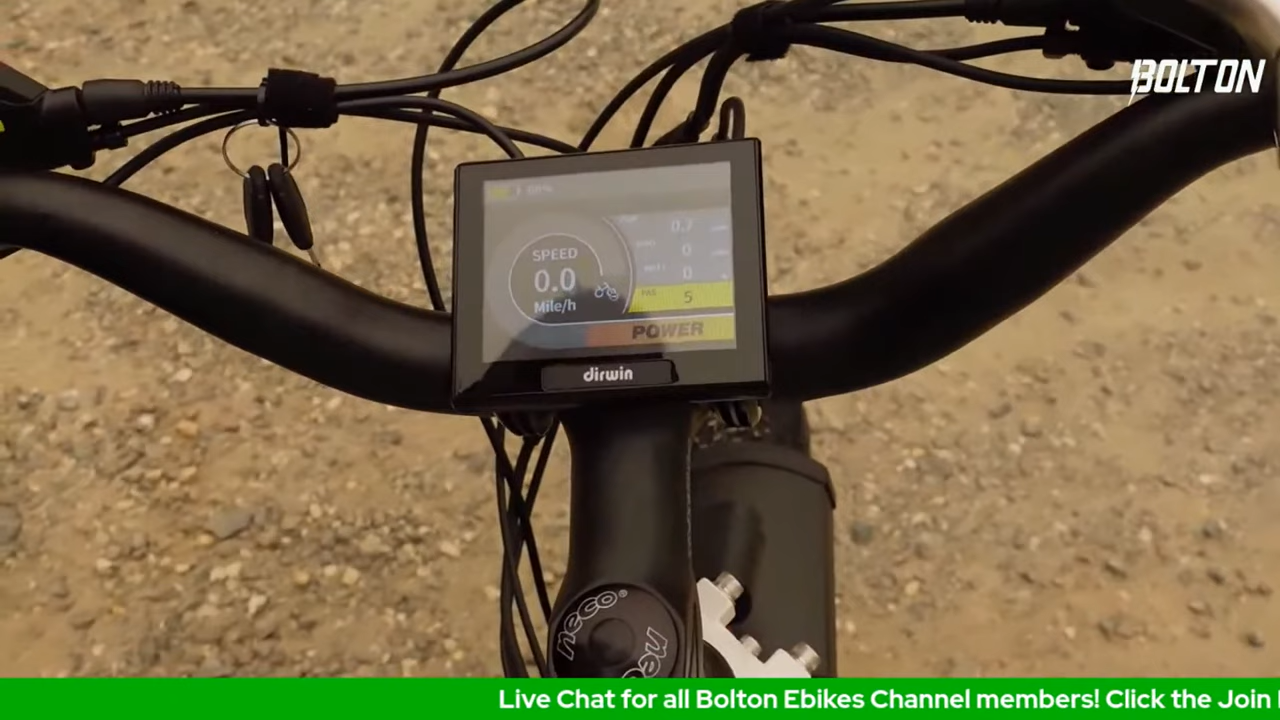 BOLTON
SPEED
0.0
Mile/h
0.7
0
0
PAS 5
POWER
dirwin
neco®
neco
Live Chat for all Bolton Ebikes Channel members! Click the Join